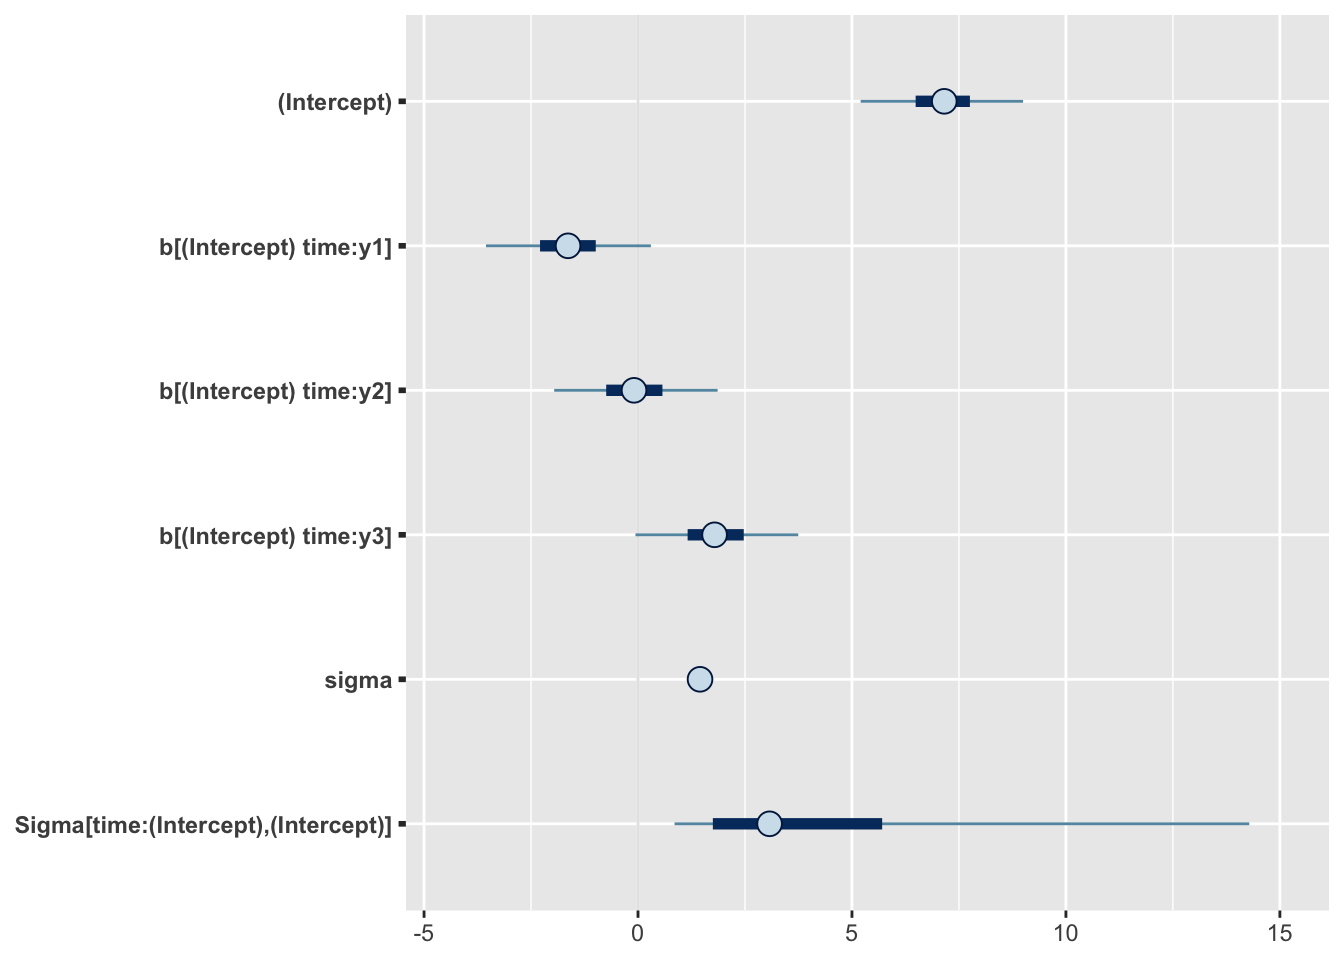 (Intercept)
b[(Intercept) time:y1]
b[(Intercept) time:y2]
b[(Intercept) time:y3]
sigma
Sigma[time:(Intercept),(Intercept)]
-5 0 5 10 15